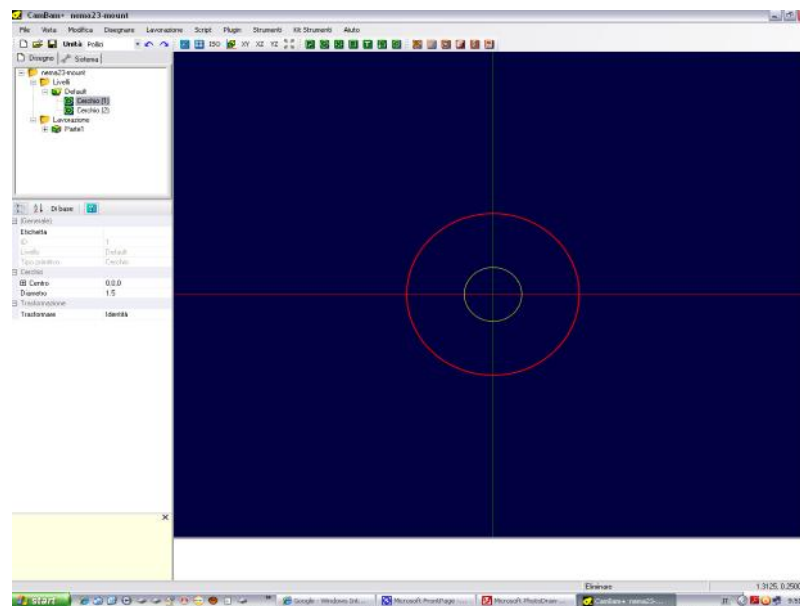 CamBam+ nema23-mount
File Vista Modifica Disegnare Lavorazione Script Plugin Strumenti Kit Strumenti Aiuto
Unità Pollici ISO XY XZ YZ
Disegno Sistema
nema23-mount
Livelli
Default
Cerchio (1)
Cerchio (2)
Lavorazione
Parte1
Di base
(Generale)
Etichetta
ID 1
Livello Default
Tipo primitivo Cerchio
Cerchio
Centro 0,0,0
Diametro 1.5
Trasformazione
Trasformare Identità
Eliminare 1.3125, 0.2500
start Google - Windows Int... Microsoft FrontPage - ... Microsoft PhotoDraw ... CamBam+ nema23-...